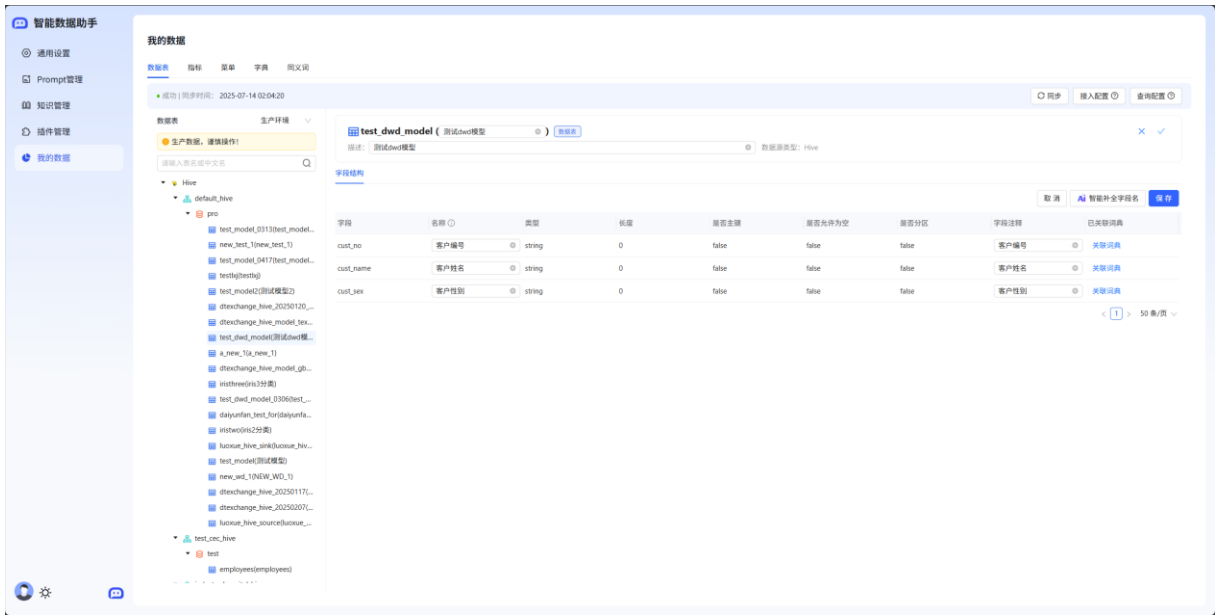 智能数据助手
通用设置
Prompt管理
知识管理
插件管理
我的数据
我的数据
数据表 指标 菜单 字典 同义词
成功 | 同步时间: 2025-07-14 02:04:20
同步 接入配置 查询配置
数据表 生产环境
生产数据，谨慎操作!
请输入表名或中文名
Hive
default_hive
pro
test_model_0313(test_model...
new_test_1(new_test_1)
test_model_0417(test_model...
testlxj(testlxj)
test_model2(测试模型2)
dtexchange_hive_20250120_...
dtexchange_hive_model_tex...
test_dwd_model(测试dwd模...
a_new_1(a_new_1)
dtexchange_hive_model_gb...
iristhree(iris3分类)
test_dwd_model_0306(test_...
daiyunfan_test_for(daiyunfa...
iristwo(iris2分类)
luoxue_hive_sink(luoxue_hiv...
test_model(测试模型)
new_wd_1(NEW_WD_1)
dtexchange_hive_20250117(...
dtexchange_hive_20250207(...
luoxue_hive_source(luoxue_...
test_cec_hive
test
employees(employees)
test_dwd_model ( 测试dwd模型 ) 数据表
描述: 测试dwd模型 数据源类型: Hive
字段结构
取消 Ai 智能补全字段名 保存
字段 名称 类型 长度 是否主键 是否允许为空 是否分区 字段注释 已关联词典
cust_no 客户编号 string 0 false false false 客户编号 关联词典
cust_name 客户姓名 string 0 false false false 客户姓名 关联词典
cust_sex 客户性别 string 0 false false false 客户性别 关联词典
< 1 > 50 条/页